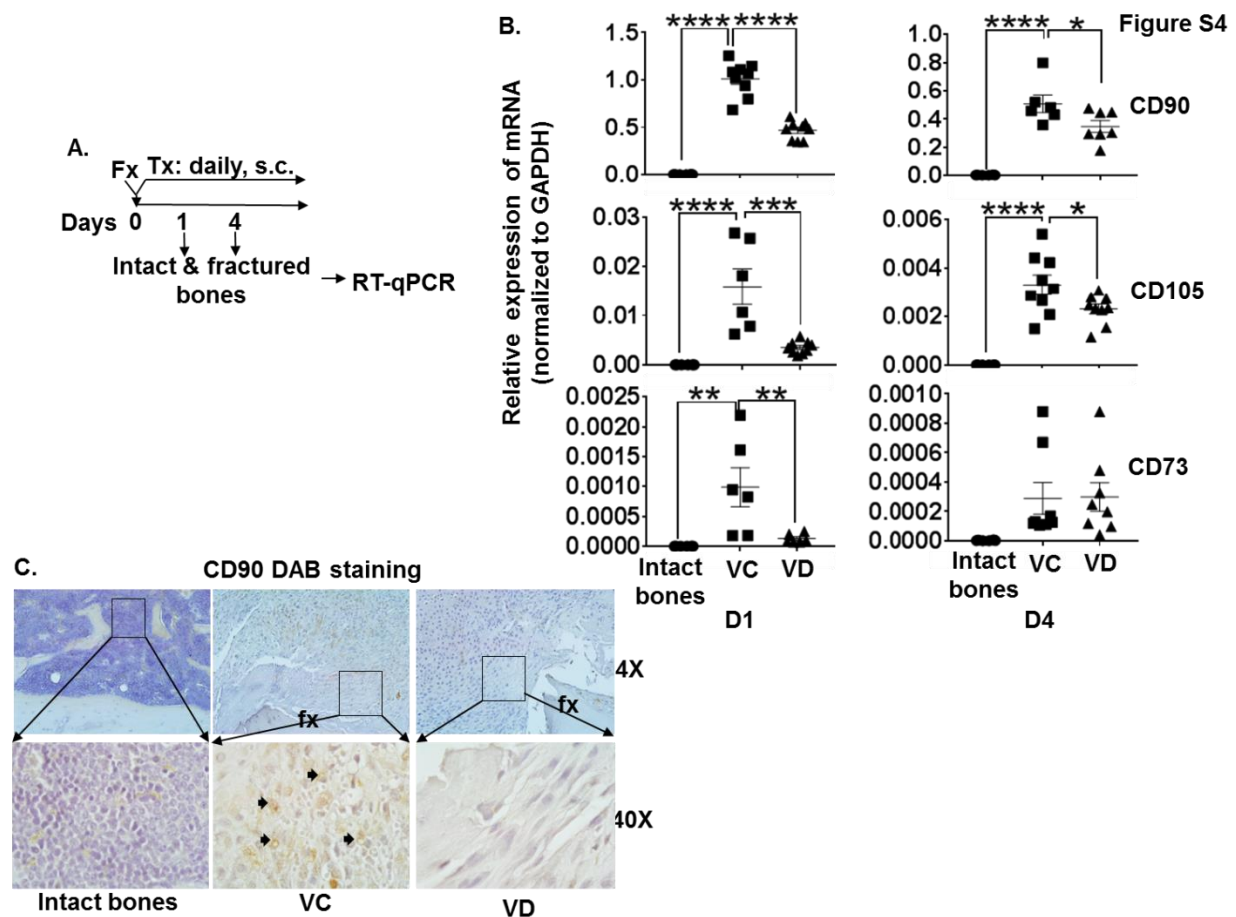 Figure S4
A.
Fx Tx: daily, s.c.
Days 0 1 4
Intact & fractured
bones
RT-qPCR
B.
Relative expression of mRNA
(normalized to GAPDH)
**** ****
1.5
1.0
0.5
0.0
**** *
1.0
0.8
0.6
0.4
0.2
0.0
CD90
**** ***
0.03
0.02
0.01
0.00
**** *
0.006
0.004
0.002
0.000
CD105
** **
0.0025
0.0020
0.0015
0.0010
0.0005
0.0000
0.0010
0.0008
0.0006
0.0004
0.0002
0.0000
CD73
Intact
bones
VC
VD
D1
Intact
bones
VC
VD
D4
C.
CD90 DAB staining
4X
fx
fx
40X
Intact bones
VC
VD